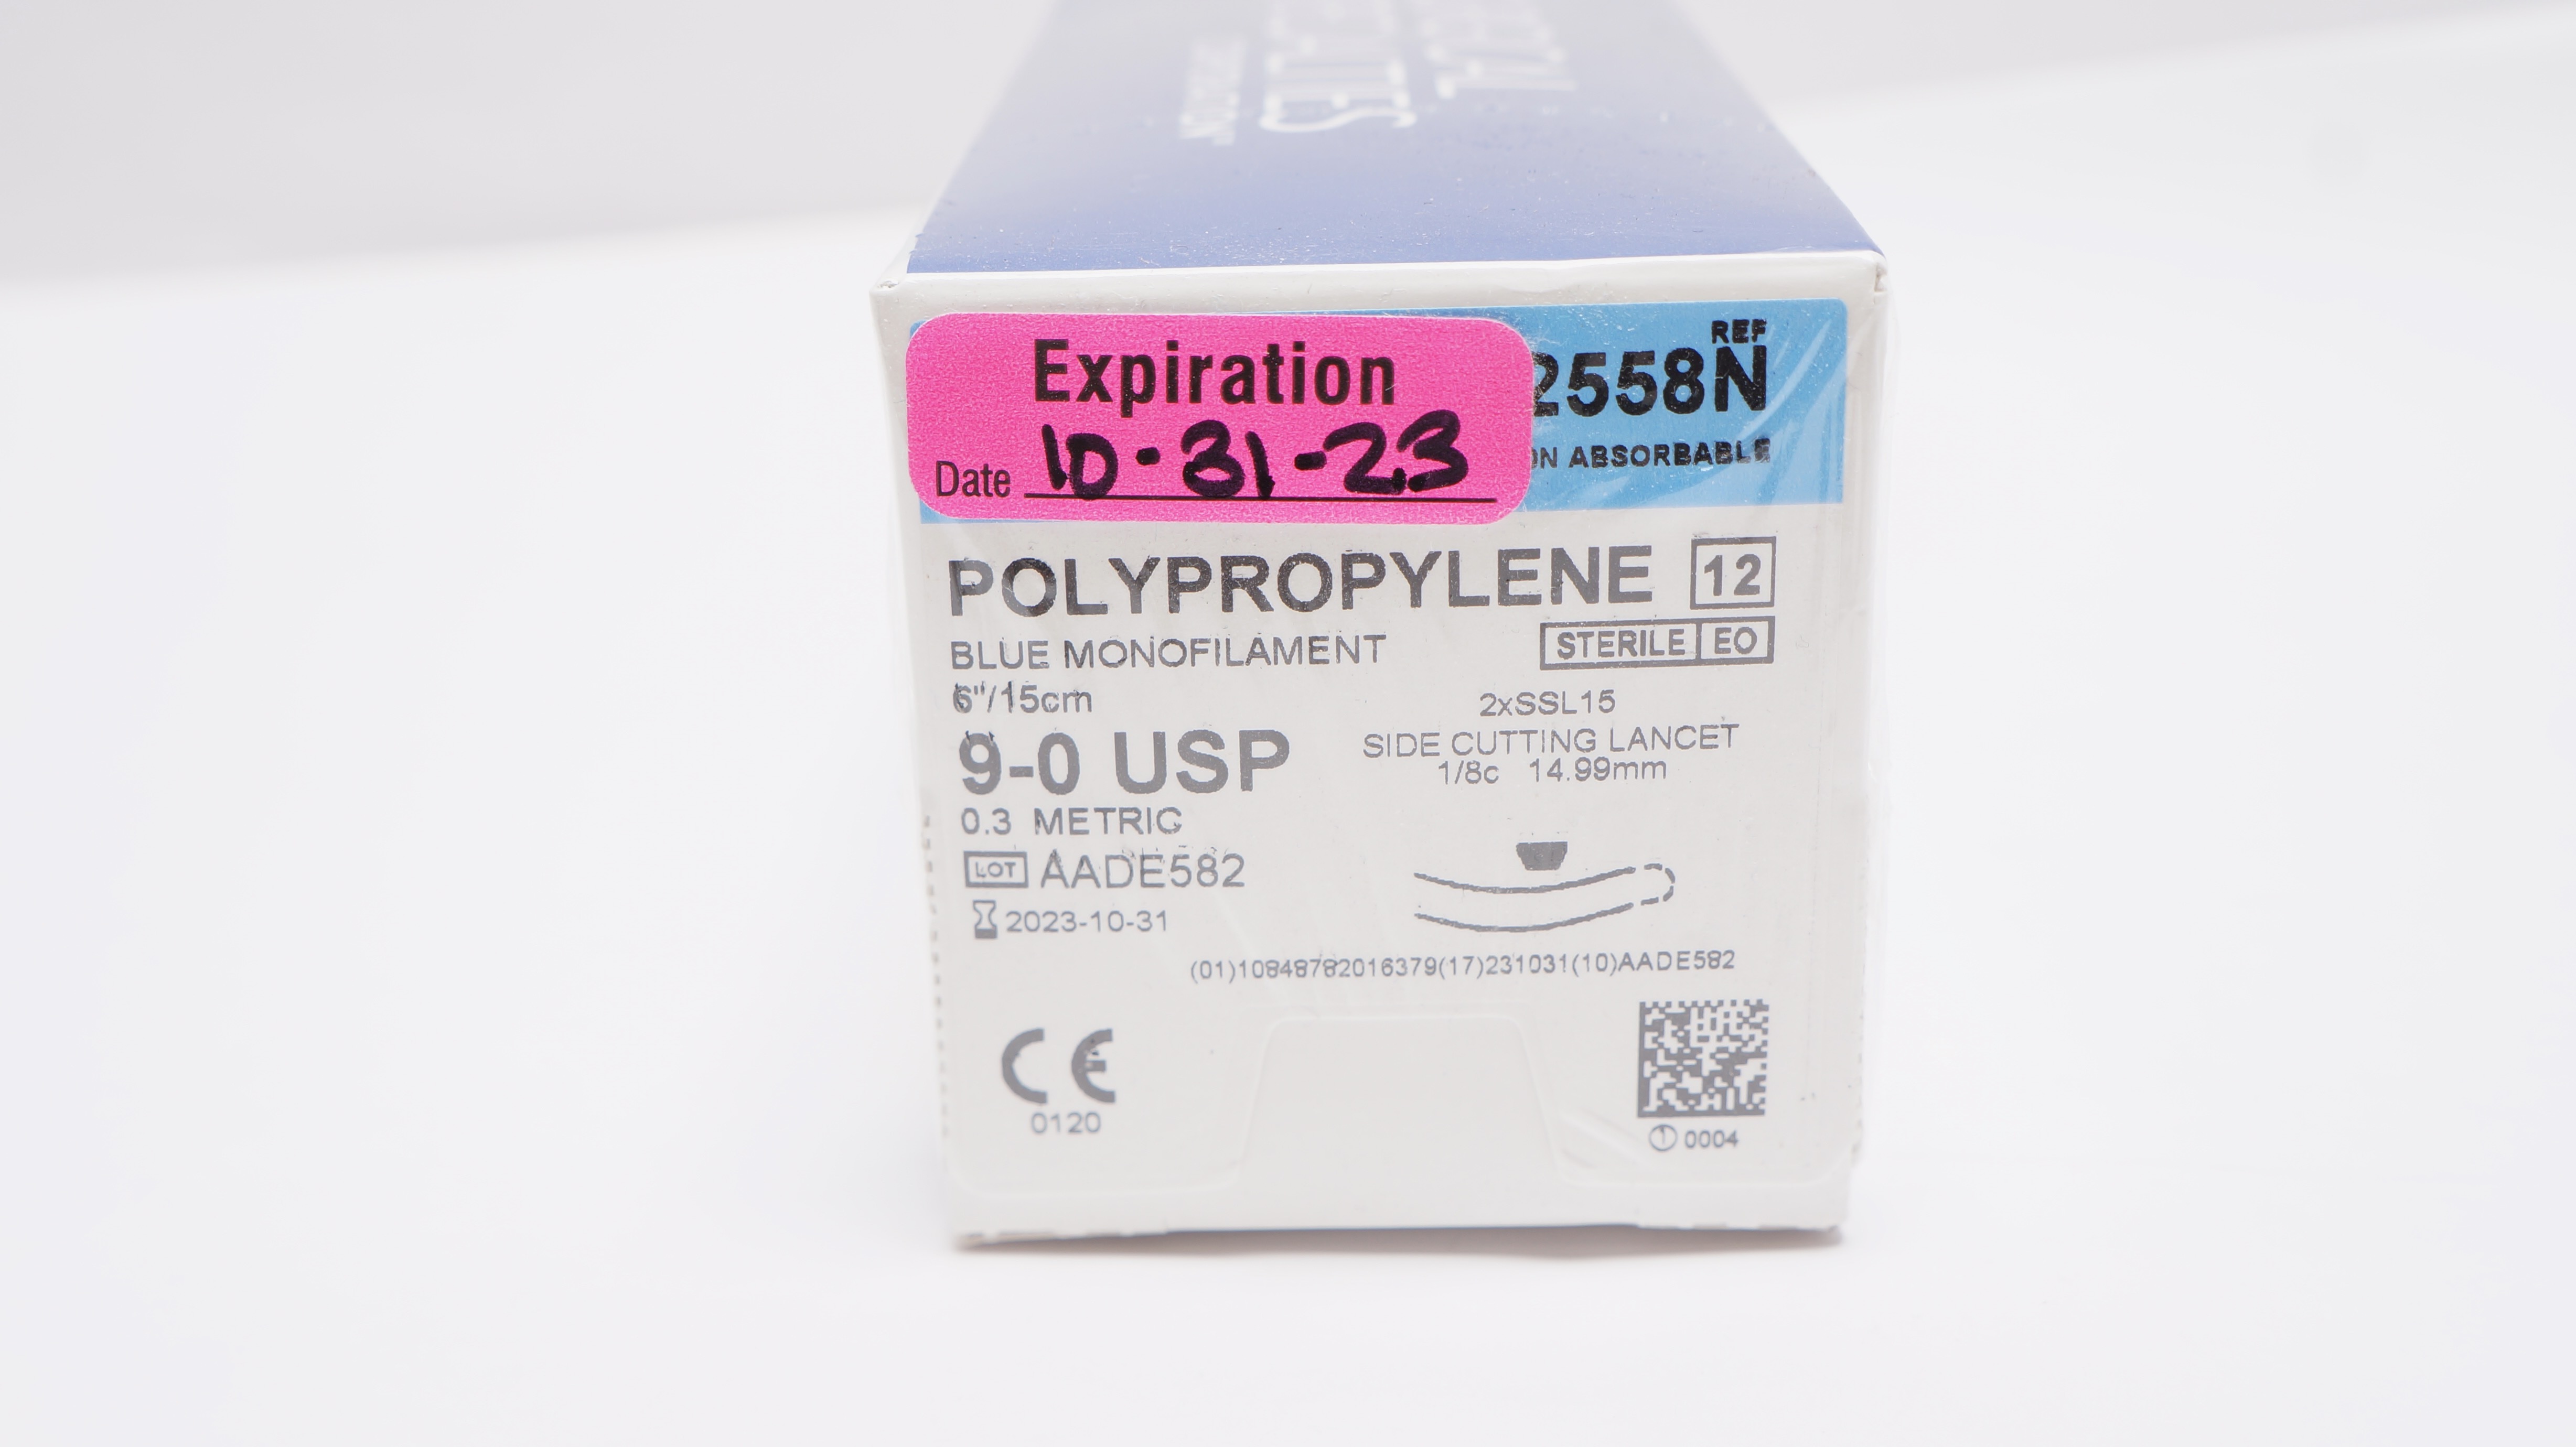 Expiration
Date 10-31-23
REF
2558N
ON ABSORBABLE
POLYPROPYLENE 12
BLUE MONOFILAMENT
STERILE EO
6"/15cm
2xSSL15
9-0 USP
SIDE CUTTING LANCET
1/8c 14.99mm
0.3 METRIC
LOT AADE582
2023-10-31
(01)10848782016379(17)231031(10)AADE582
CE
0120
0004